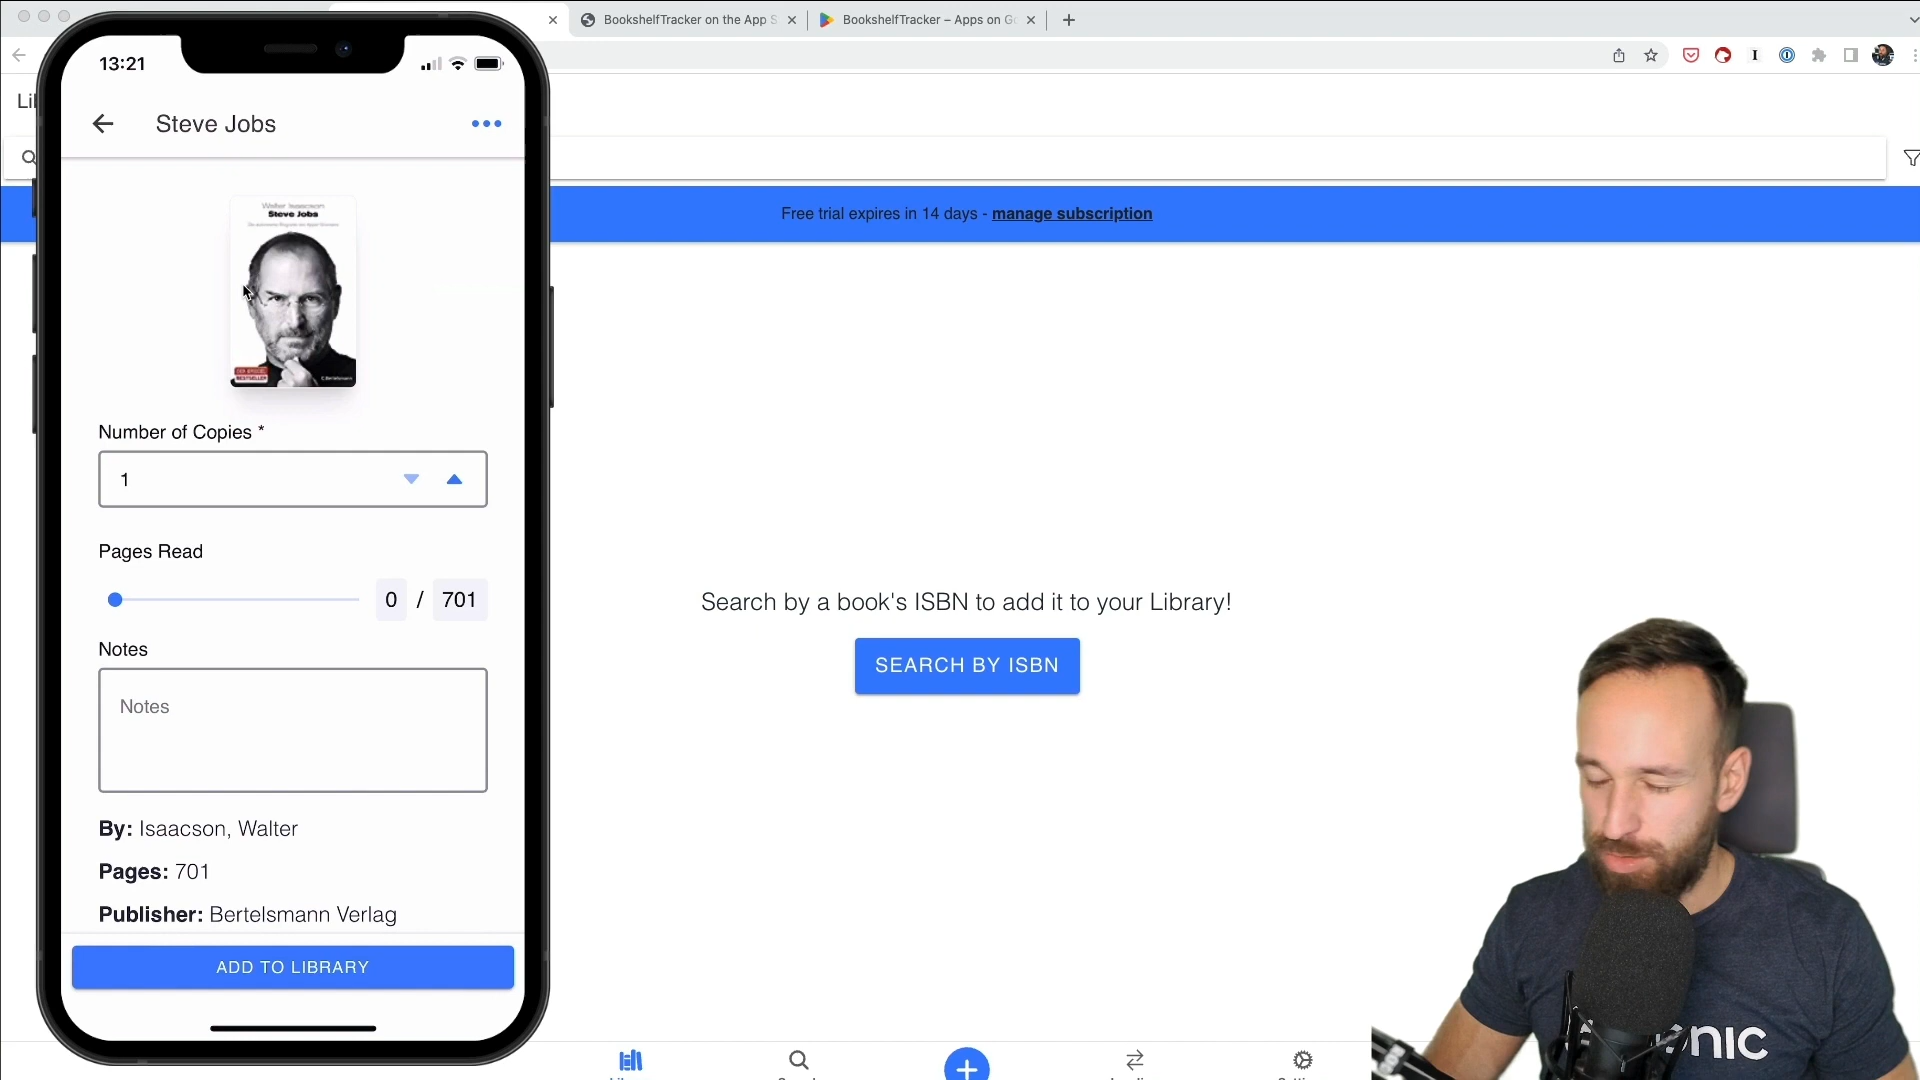 BookshelfTracker on the App S
BookshelfTracker – Apps on Go
13:21
Steve Jobs
Walter Isaacson
Steve Jobs
Free trial expires in 14 days - manage subscription
Number of Copies *
1
Pages Read
0 / 701
Notes
Notes
Search by a book's ISBN to add it to your Library!
SEARCH BY ISBN
By: Isaacson, Walter
Pages: 701
Publisher: Bertelsmann Verlag
ADD TO LIBRARY
nic